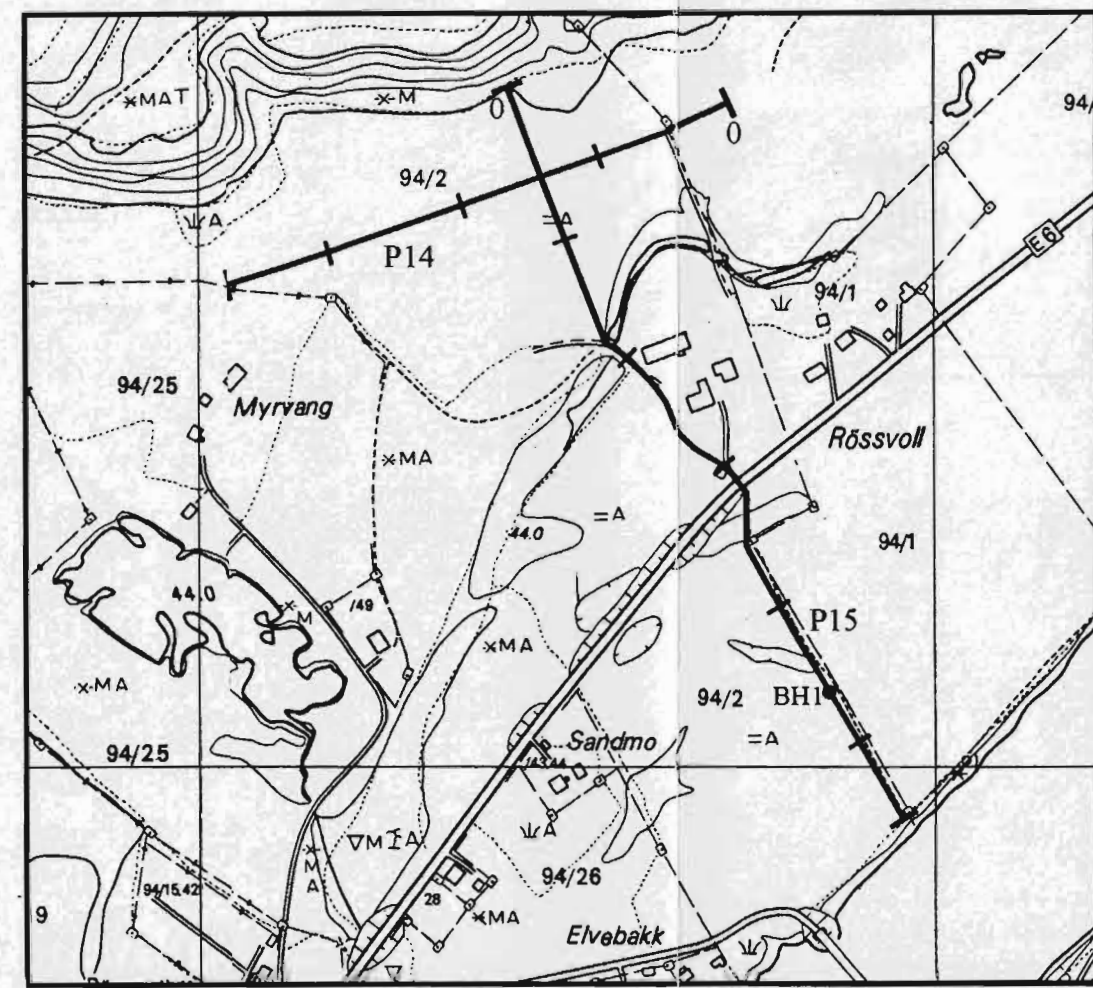 MAT
M
0
0
94/
94/2
A
=A
E6
P14
94/1
94/25
Myrvang
Rössvoll
MA
=A
44.0
94/1
44.0
M
/49
P15
MA
MA
BH1
94/2
=A
94/25
Sandmo
A
M
A
MA
94/26
94/15,42
28
MA
9
Elvebakk